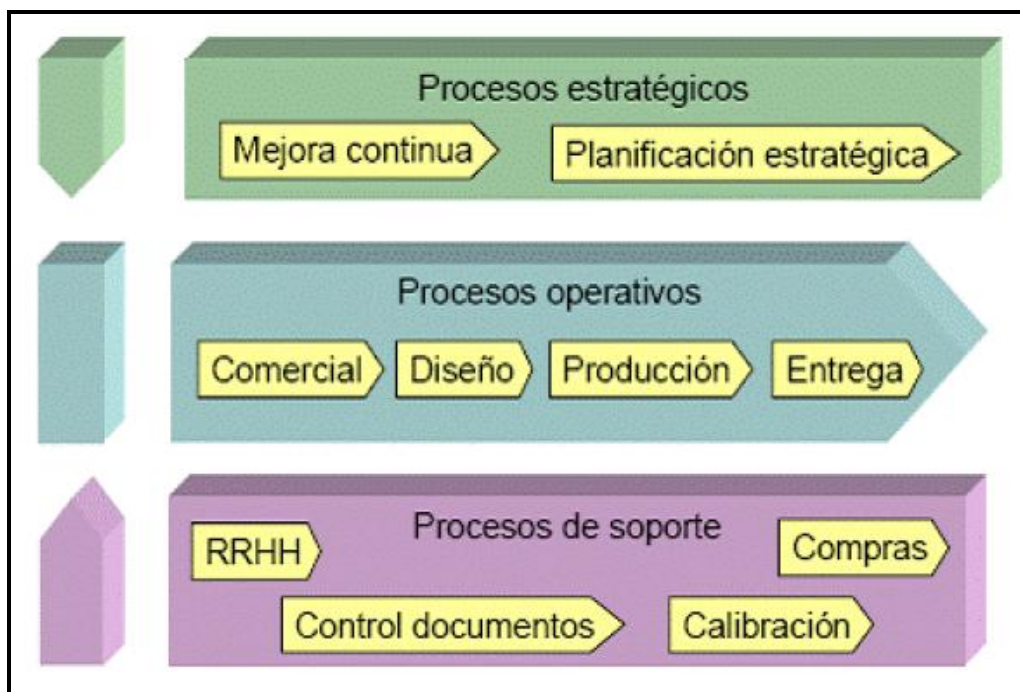 Procesos estratégicos
Mejora continua
Planificación estratégica
Procesos operativos
Comercial
Diseño
Producción
Entrega
Procesos de soporte
RRHH
Compras
Control documentos
Calibración